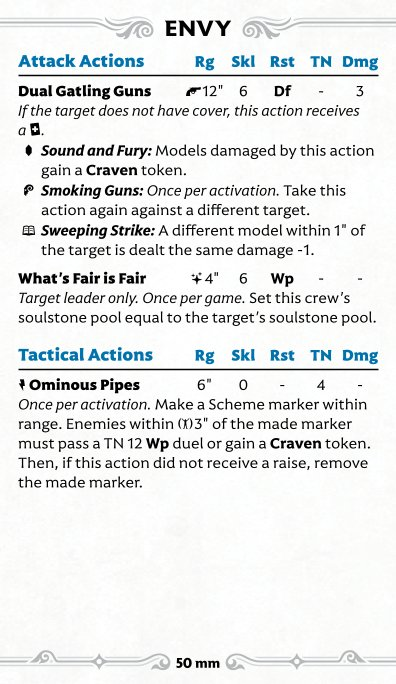 ENVY
Attack Actions Rg Skl Rst TN Dmg
Dual Gatling Guns 12" 6 Df - 3
If the target does not have cover, this action receives
a .
Sound and Fury: Models damaged by this action
gain a Craven token.
Smoking Guns: Once per activation. Take this
action again against a different target.
Sweeping Strike: A different model within 1" of
the target is dealt the same damage -1.
What's Fair is Fair 4" 6 Wp - -
Target leader only. Once per game. Set this crew's
soulstone pool equal to the target's soulstone pool.
Tactical Actions Rg Skl Rst TN Dmg
Ominous Pipes 6" 0 - 4 -
Once per activation. Make a Scheme marker within
range. Enemies within 3" of the made marker
must pass a TN 12 Wp duel or gain a Craven token.
Then, if this action did not receive a raise, remove
the made marker.
50 mm